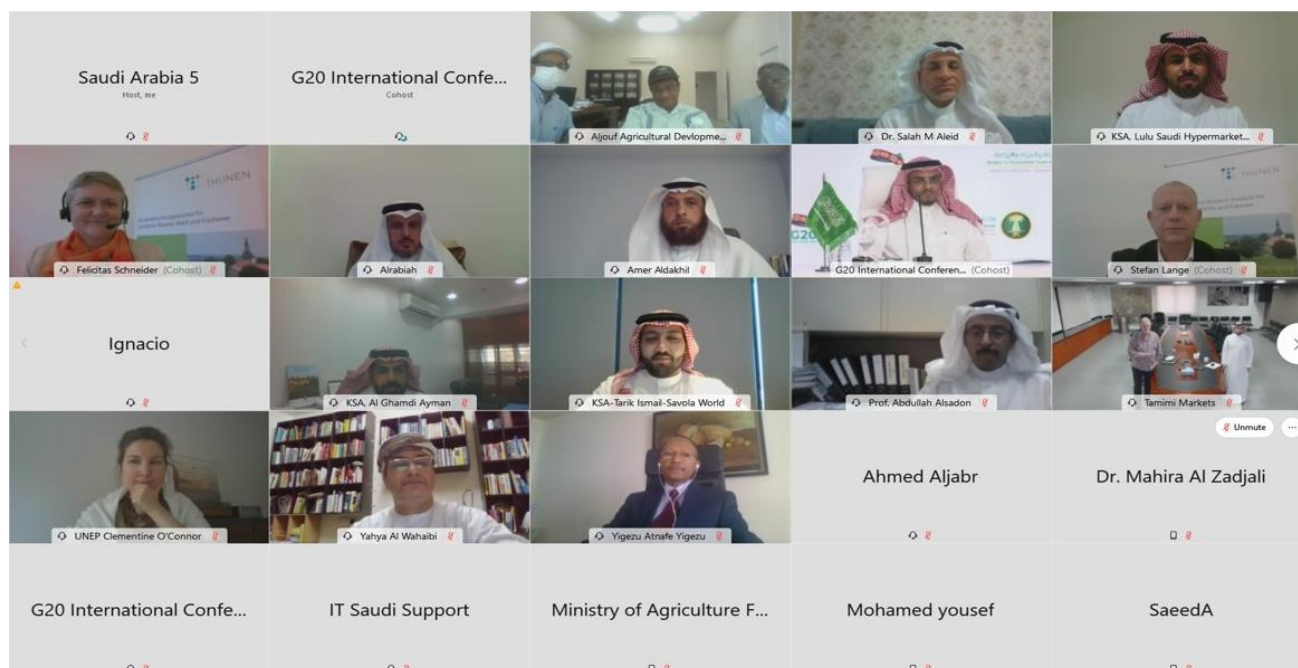 Saudi Arabia 5
Host, me
G20 International Confe...
Cohost
Aljouf Agricultural Devlopme...
Dr. Salah M Aleid
KSA, Lulu Saudi Hypermarket...
THÜNEN
Felicitas Schneider (Cohost)
Alrabiah
Amer Aldakhil
G20
G20 International Conferen... (Cohost)
THÜNEN
Stefan Lange (Cohost)
Ignacio
KSA, Al Ghamdi Ayman
KSA-Tarik Ismail-Savola World
Prof. Abdullah Alsadon
Tamimi Markets
UNEP Clementine O'Connor
Yahya Al Wahaibi
Yigezu Atnafe Yigezu
Ahmed Aljabr
Unmute
Dr. Mahira Al Zadjali
G20 International Confe...
IT Saudi Support
Ministry of Agriculture F...
Mohamed yousef
SaeedA